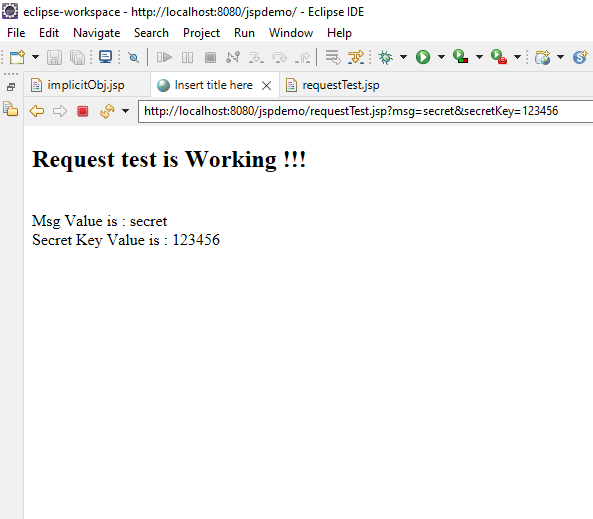 eclipse-workspace - http://localhost:8080/jspdemo/ - Eclipse IDE
File Edit Navigate Search Project Run Window Help
implicitObj.jsp Insert title here requestTest.jsp
http://localhost:8080/jspdemo/requestTest.jsp?msg=secret&secretKey=123456
Request test is Working !!!
Msg Value is : secret
Secret Key Value is : 123456